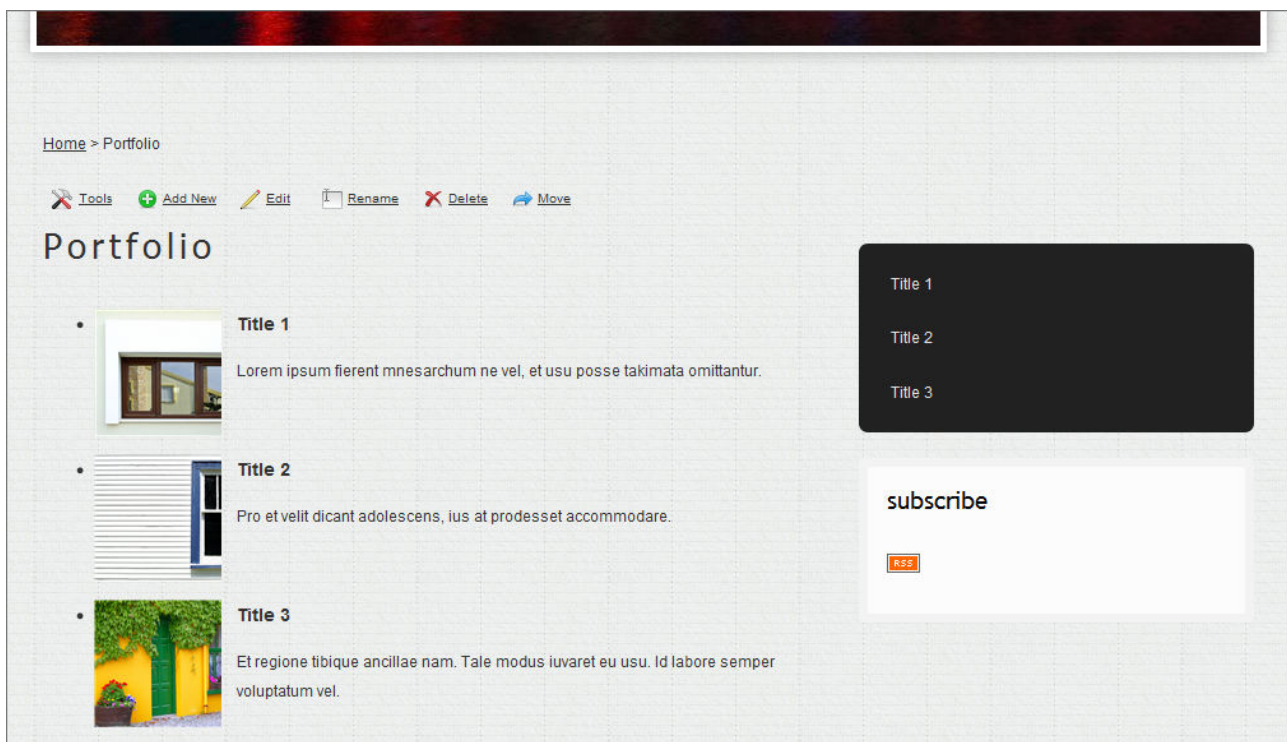 Home > Portfolio
Tools Add New Edit Rename Delete Move
Portfolio
Title 1
Lorem ipsum fierent mnesarchum ne vel, et usu posse takimata omittantur.
Title 2
Pro et velit dicant adolescens, ius at prodesset accommodare.
Title 3
Et regione tibique ancillae nam. Tale modus iuvaret eu usu. Id labore semper
voluptatum vel.
Title 1
Title 2
Title 3
subscribe
RSS